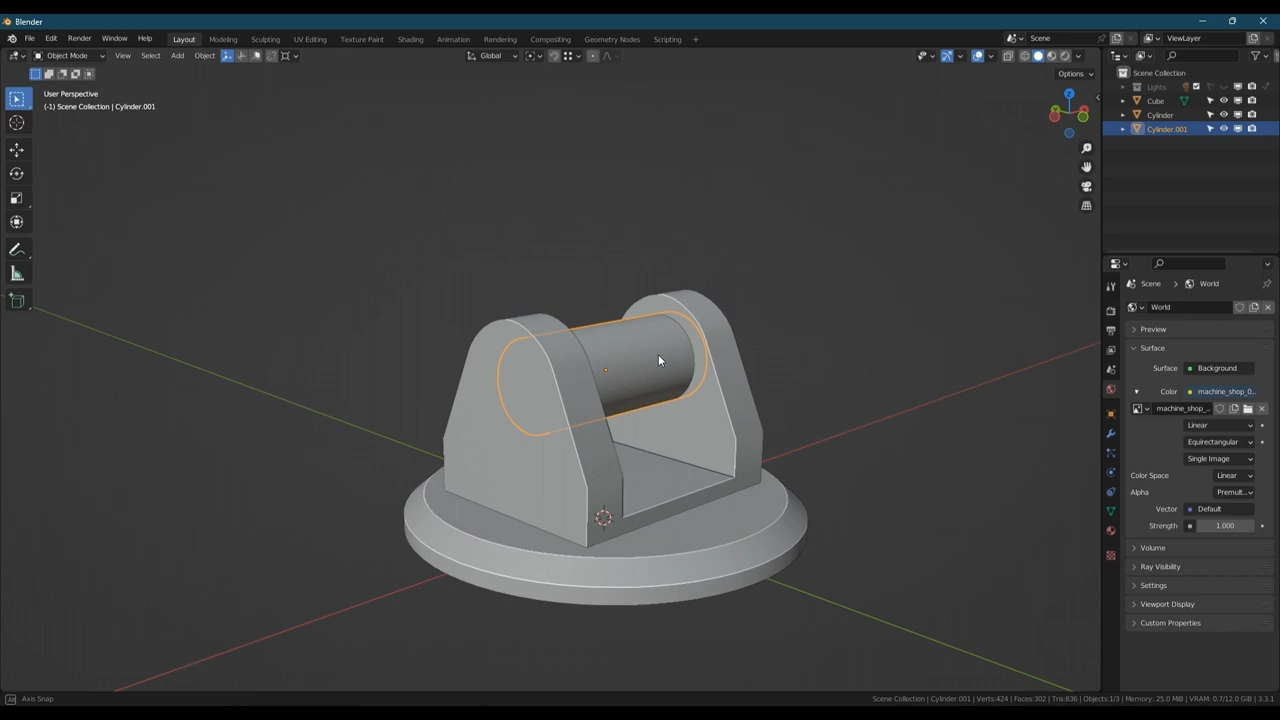 Blender
File Edit Render Window Help Layout Modeling Sculpting UV Editing Texture Paint Shading Animation Rendering Compositing Geometry Nodes Scripting + Scene ViewLayer
Object Mode View Select Add Object Global
Options
User Perspective
(-1) Scene Collection | Cylinder.001
Z
Scene Collection
Lights
Cube
Cylinder
Cylinder.001
Scene > World
World
Preview
Surface
Surface Background
Color machine_shop_0...
machine_shop_...
Linear
Equirectangular
Single Image
Color Space Linear
Alpha Premult...
Vector Default
Strength 1.000
Volume
Ray Visibility
Settings
Viewport Display
Custom Properties
Alt Axis Snap
Scene Collection | Cylinder.001 | Verts:424 | Faces:302 | Tris:836 | Objects:1/3 | Memory: 25.0 MiB | VRAM: 0.7/12.0 GiB | 3.3.1